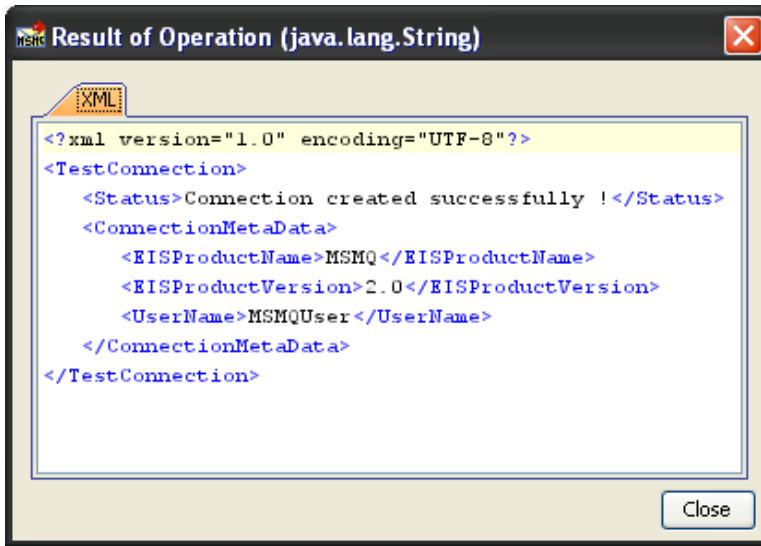 Result of Operation (java.lang.String)
XML
<?xml version="1.0" encoding="UTF-8"?>
<TestConnection>
<Status>Connection created successfully !</Status>
<ConnectionMetaData>
<EISProductName>MSMQ</EISProductName>
<EISProductVersion>2.0</EISProductVersion>
<UserName>MSMQUser</UserName>
</ConnectionMetaData>
</TestConnection>
Close